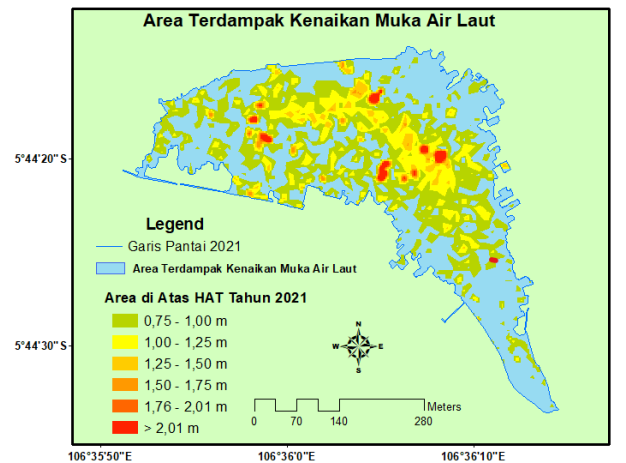 Area Terdampak Kenaikan Muka Air Laut
5°44'20"S
Legend
Garis Pantai 2021
Area Terdampak Kenaikan Muka Air Laut
Area di Atas HAT Tahun 2021
0,75 - 1,00 m
1,00 - 1,25 m
1,25 - 1,50 m
1,50 - 1,75 m
1,76 - 2,01 m
> 2,01 m
N
W E
S
5°44'30"S
Meters
0 70 140 280
106°35'50"E 106°36'0"E 106°36'10"E